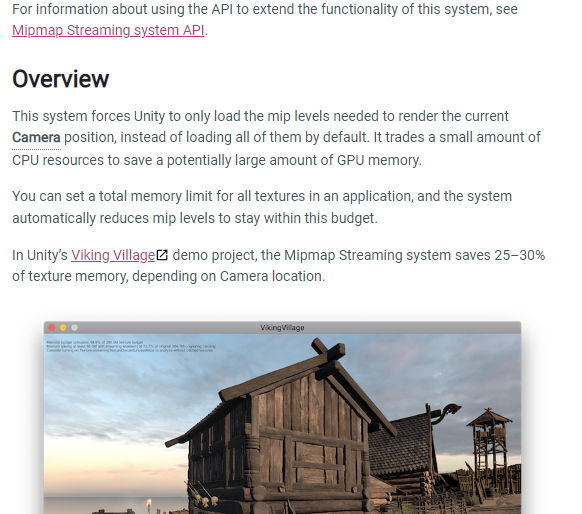 For information about using the API to extend the functionality of this system, see
Mipmap Streaming system API.
Overview
This system forces Unity to only load the mip levels needed to render the current
Camera position, instead of loading all of them by default. It trades a small amount of
CPU resources to save a potentially large amount of GPU memory.
You can set a total memory limit for all textures in an application, and the system
automatically reduces mip levels to stay within this budget.
In Unity’s Viking Village demo project, the Mipmap Streaming system saves 25–30%
of texture memory, depending on Camera location.
VikingVillage